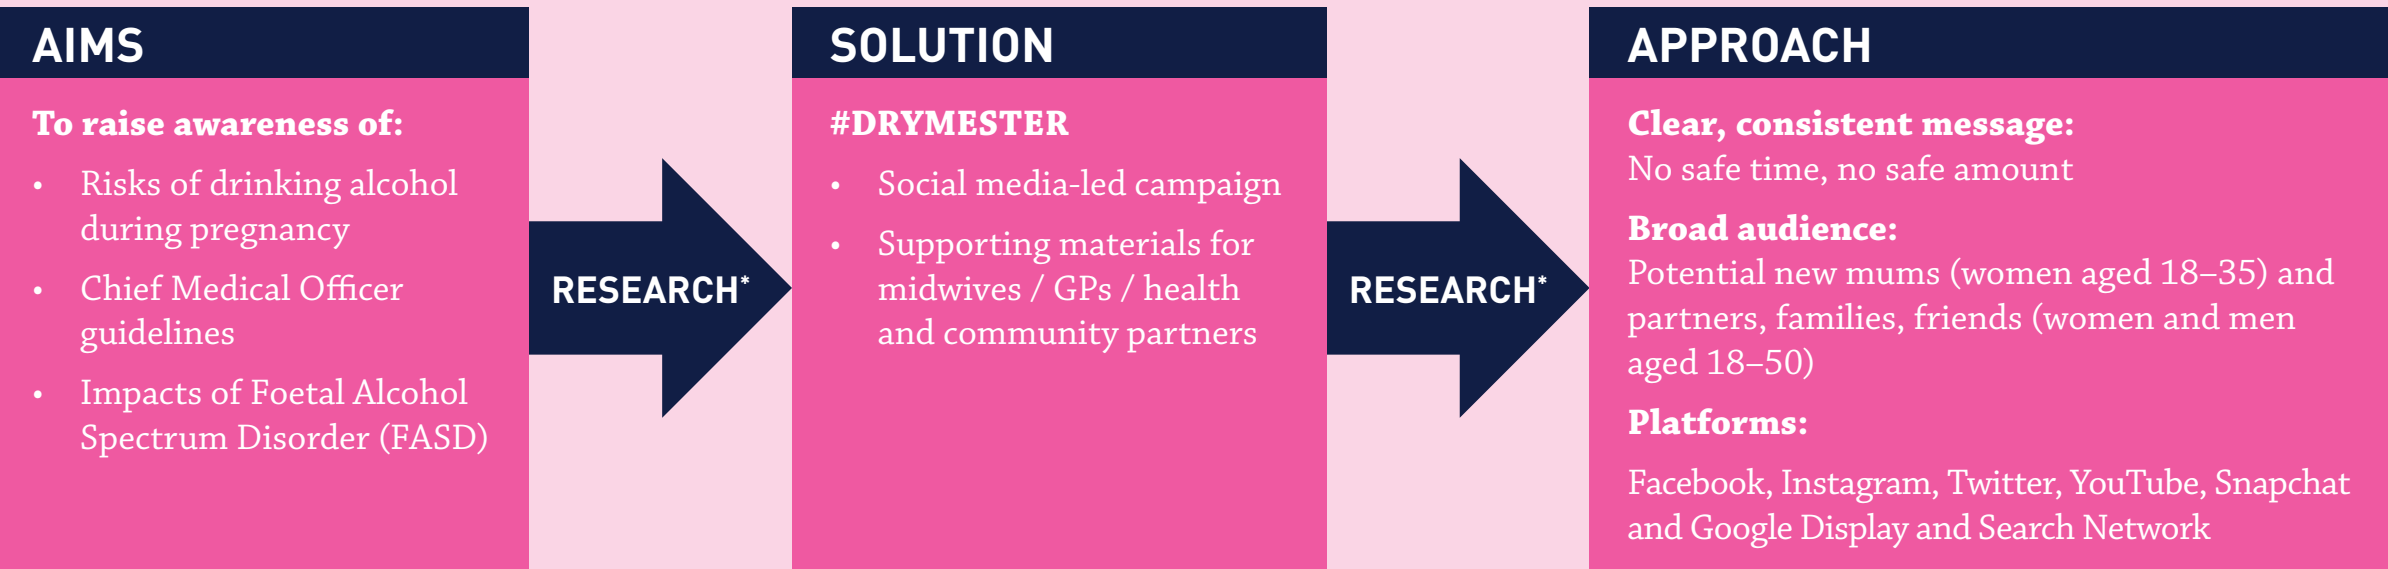 AIMS
To raise awareness of:
• Risks of drinking alcohol
during pregnancy
• Chief Medical Officer
guidelines
• Impacts of Foetal Alcohol
Spectrum Disorder (FASD)
RESEARCH*
SOLUTION
#DRYMESTER
• Social media-led campaign
• Supporting materials for
midwives / GPs / health
and community partners
RESEARCH*
APPROACH
Clear, consistent message:
No safe time, no safe amount
Broad audience:
Potential new mums (women aged 18–35) and
partners, families, friends (women and men
aged 18–50)
Platforms:
Facebook, Instagram, Twitter, YouTube, Snapchat
and Google Display and Search Network